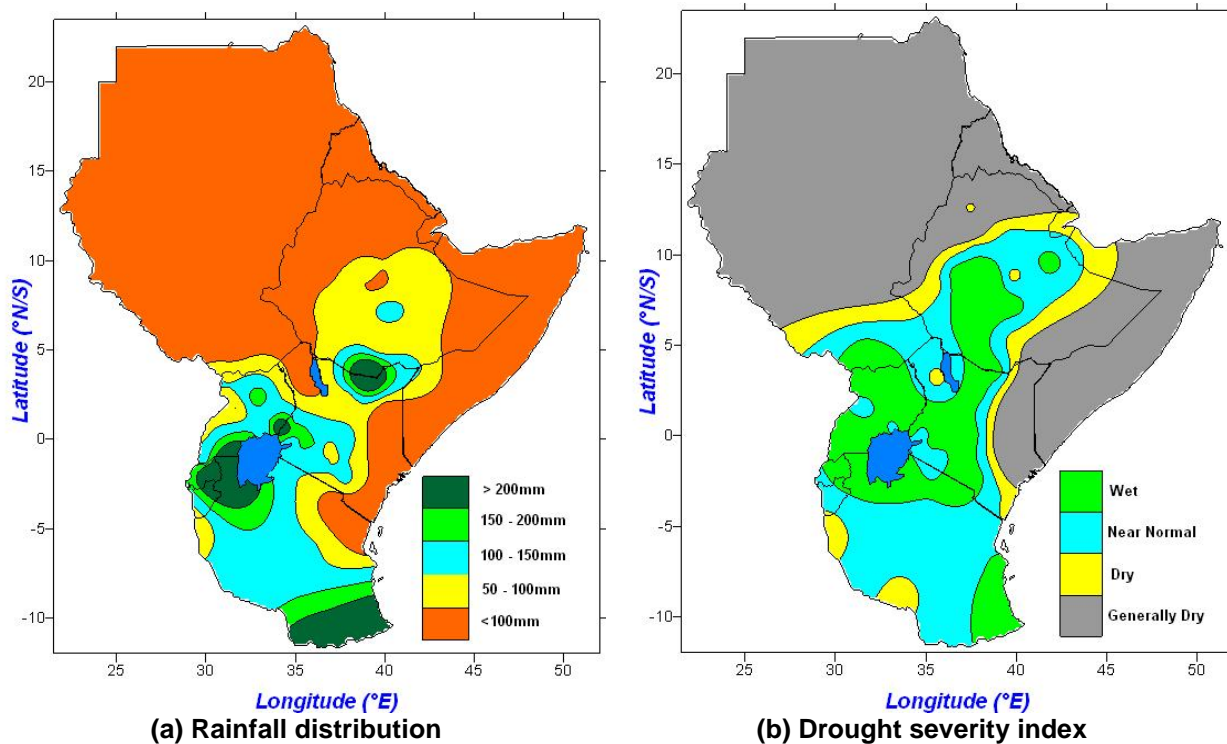 20
15
10
5
0
-5
-10
Latitude (°N/S)
25 30 35 40 45 50
Longitude (°E)
> 200mm
150 - 200mm
100 - 150mm
50 - 100mm
<100mm
(a) Rainfall distribution
20
15
10
5
0
-5
-10
Latitude (°N/S)
25 30 35 40 45 50
Longitude (°E)
Wet
Near Normal
Dry
Generally Dry
(b) Drought severity index